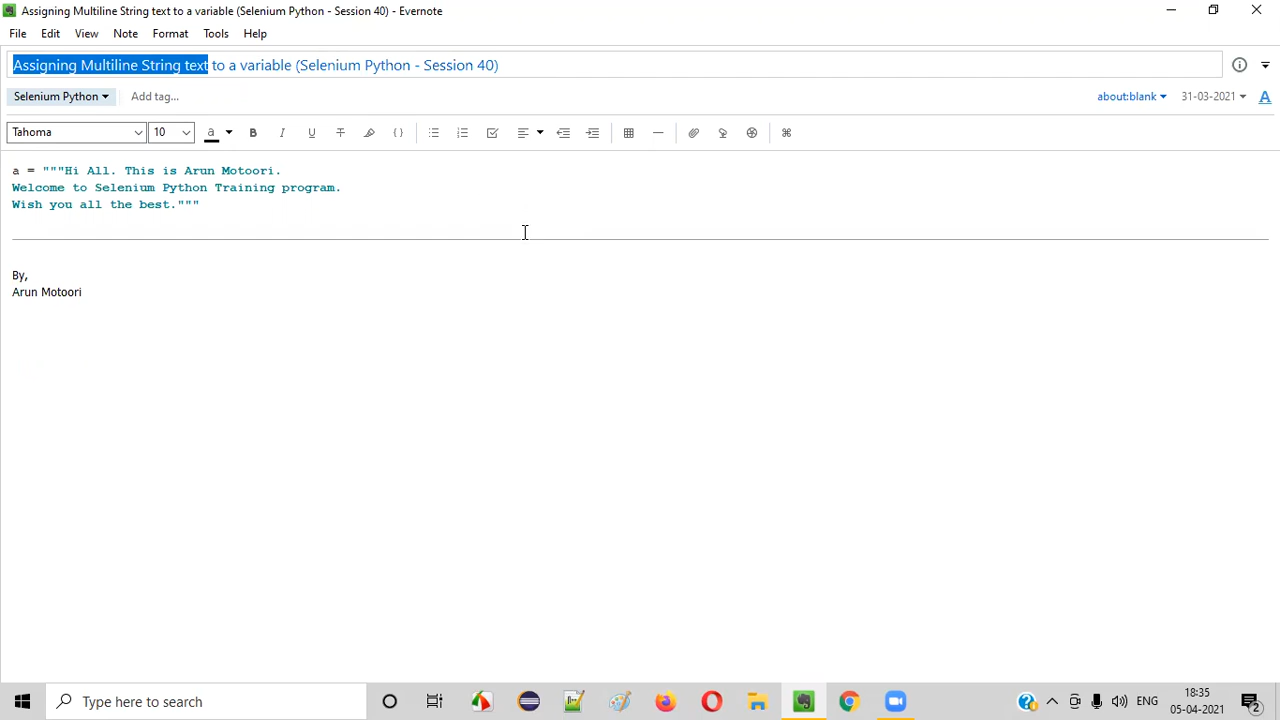 Assigning Multiline String text to a variable (Selenium Python - Session 40) - Evernote
File Edit View Note Format Tools Help
Assigning Multiline String text to a variable (Selenium Python - Session 40)
Selenium Python Add tag... about:blank 31-03-2021
Tahoma 10
a = """Hi All. This is Arun Motoori.
Welcome to Selenium Python Training program.
Wish you all the best."""
By,
Arun Motoori
Type here to search
ENG
18:35
05-04-2021
2